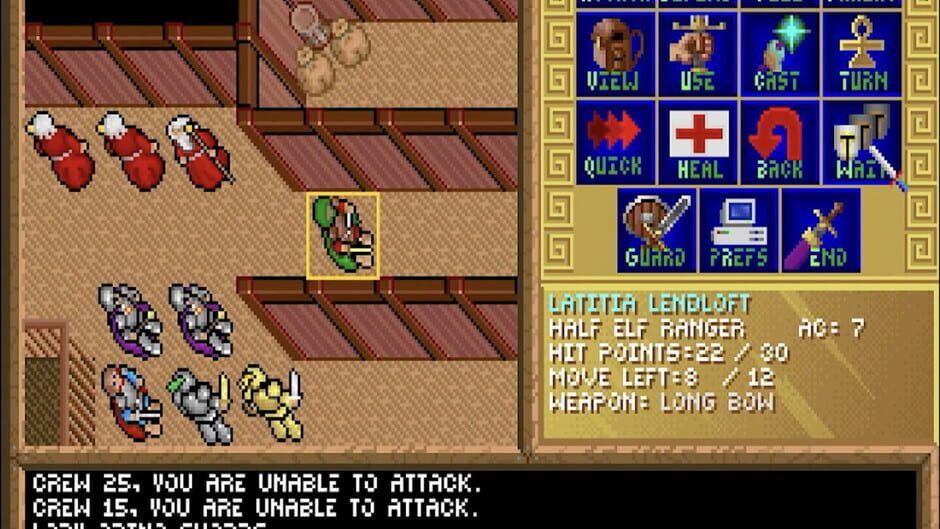 VIEW USE CAST TURN
QUICK HEAL BACK WAIT
GUARD PREFS END
LATITIA LENDLOFT
HALF ELF RANGER AC: 7
HIT POINTS:22 / 30
MOVE LEFT:8 / 12
WEAPON: LONG BOW
CREW 25, YOU ARE UNABLE TO ATTACK.
CREW 15, YOU ARE UNABLE TO ATTACK.